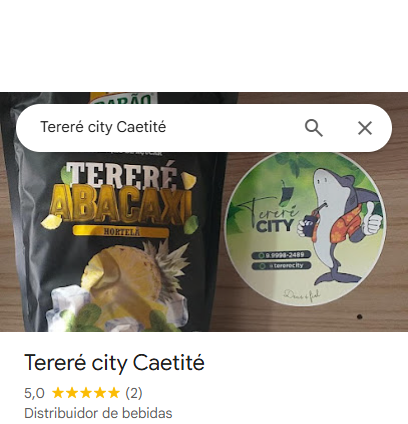 BARÃO
Tereré city Caetité
TERERÉ
ABACAXI
HORTELÃ
Tereré
CITY
9.9998-2489
tererecity
Tereré city Caetité
5,0 ★★★★★ (2)
Distribuidor de bebidas